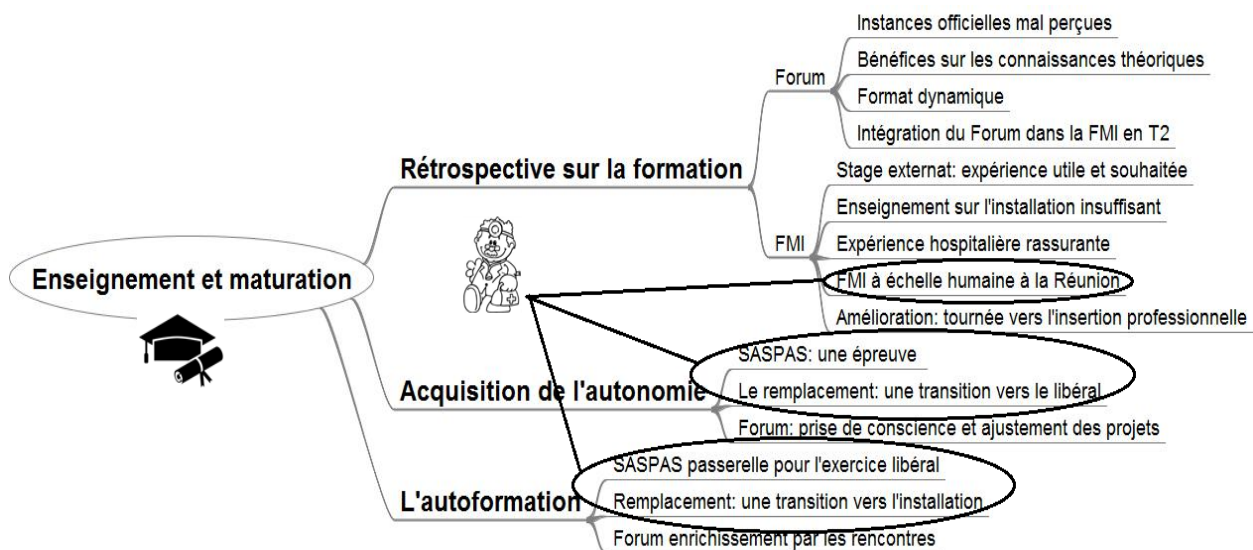 Enseignement et maturation
Rétrospective sur la formation
Forum
Instances officielles mal perçues
Bénéfices sur les connaissances théoriques
Format dynamique
Intégration du Forum dans la FMI en T2
FMI
Stage externat: expérience utile et souhaitée
Enseignement sur l'installation insuffisant
Expérience hospitalière rassurante
FMI à échelle humaine à la Réunion
Amélioration: tournée vers l'insertion professionnelle
Acquisition de l'autonomie
SASPAS: une épreuve
Le remplacement: une transition vers le libéral
Forum: prise de conscience et ajustement des projets
L'autoformation
SASPAS passerelle pour l'exercice libéral
Remplacement: une transition vers l'installation
Forum enrichissement par les rencontres